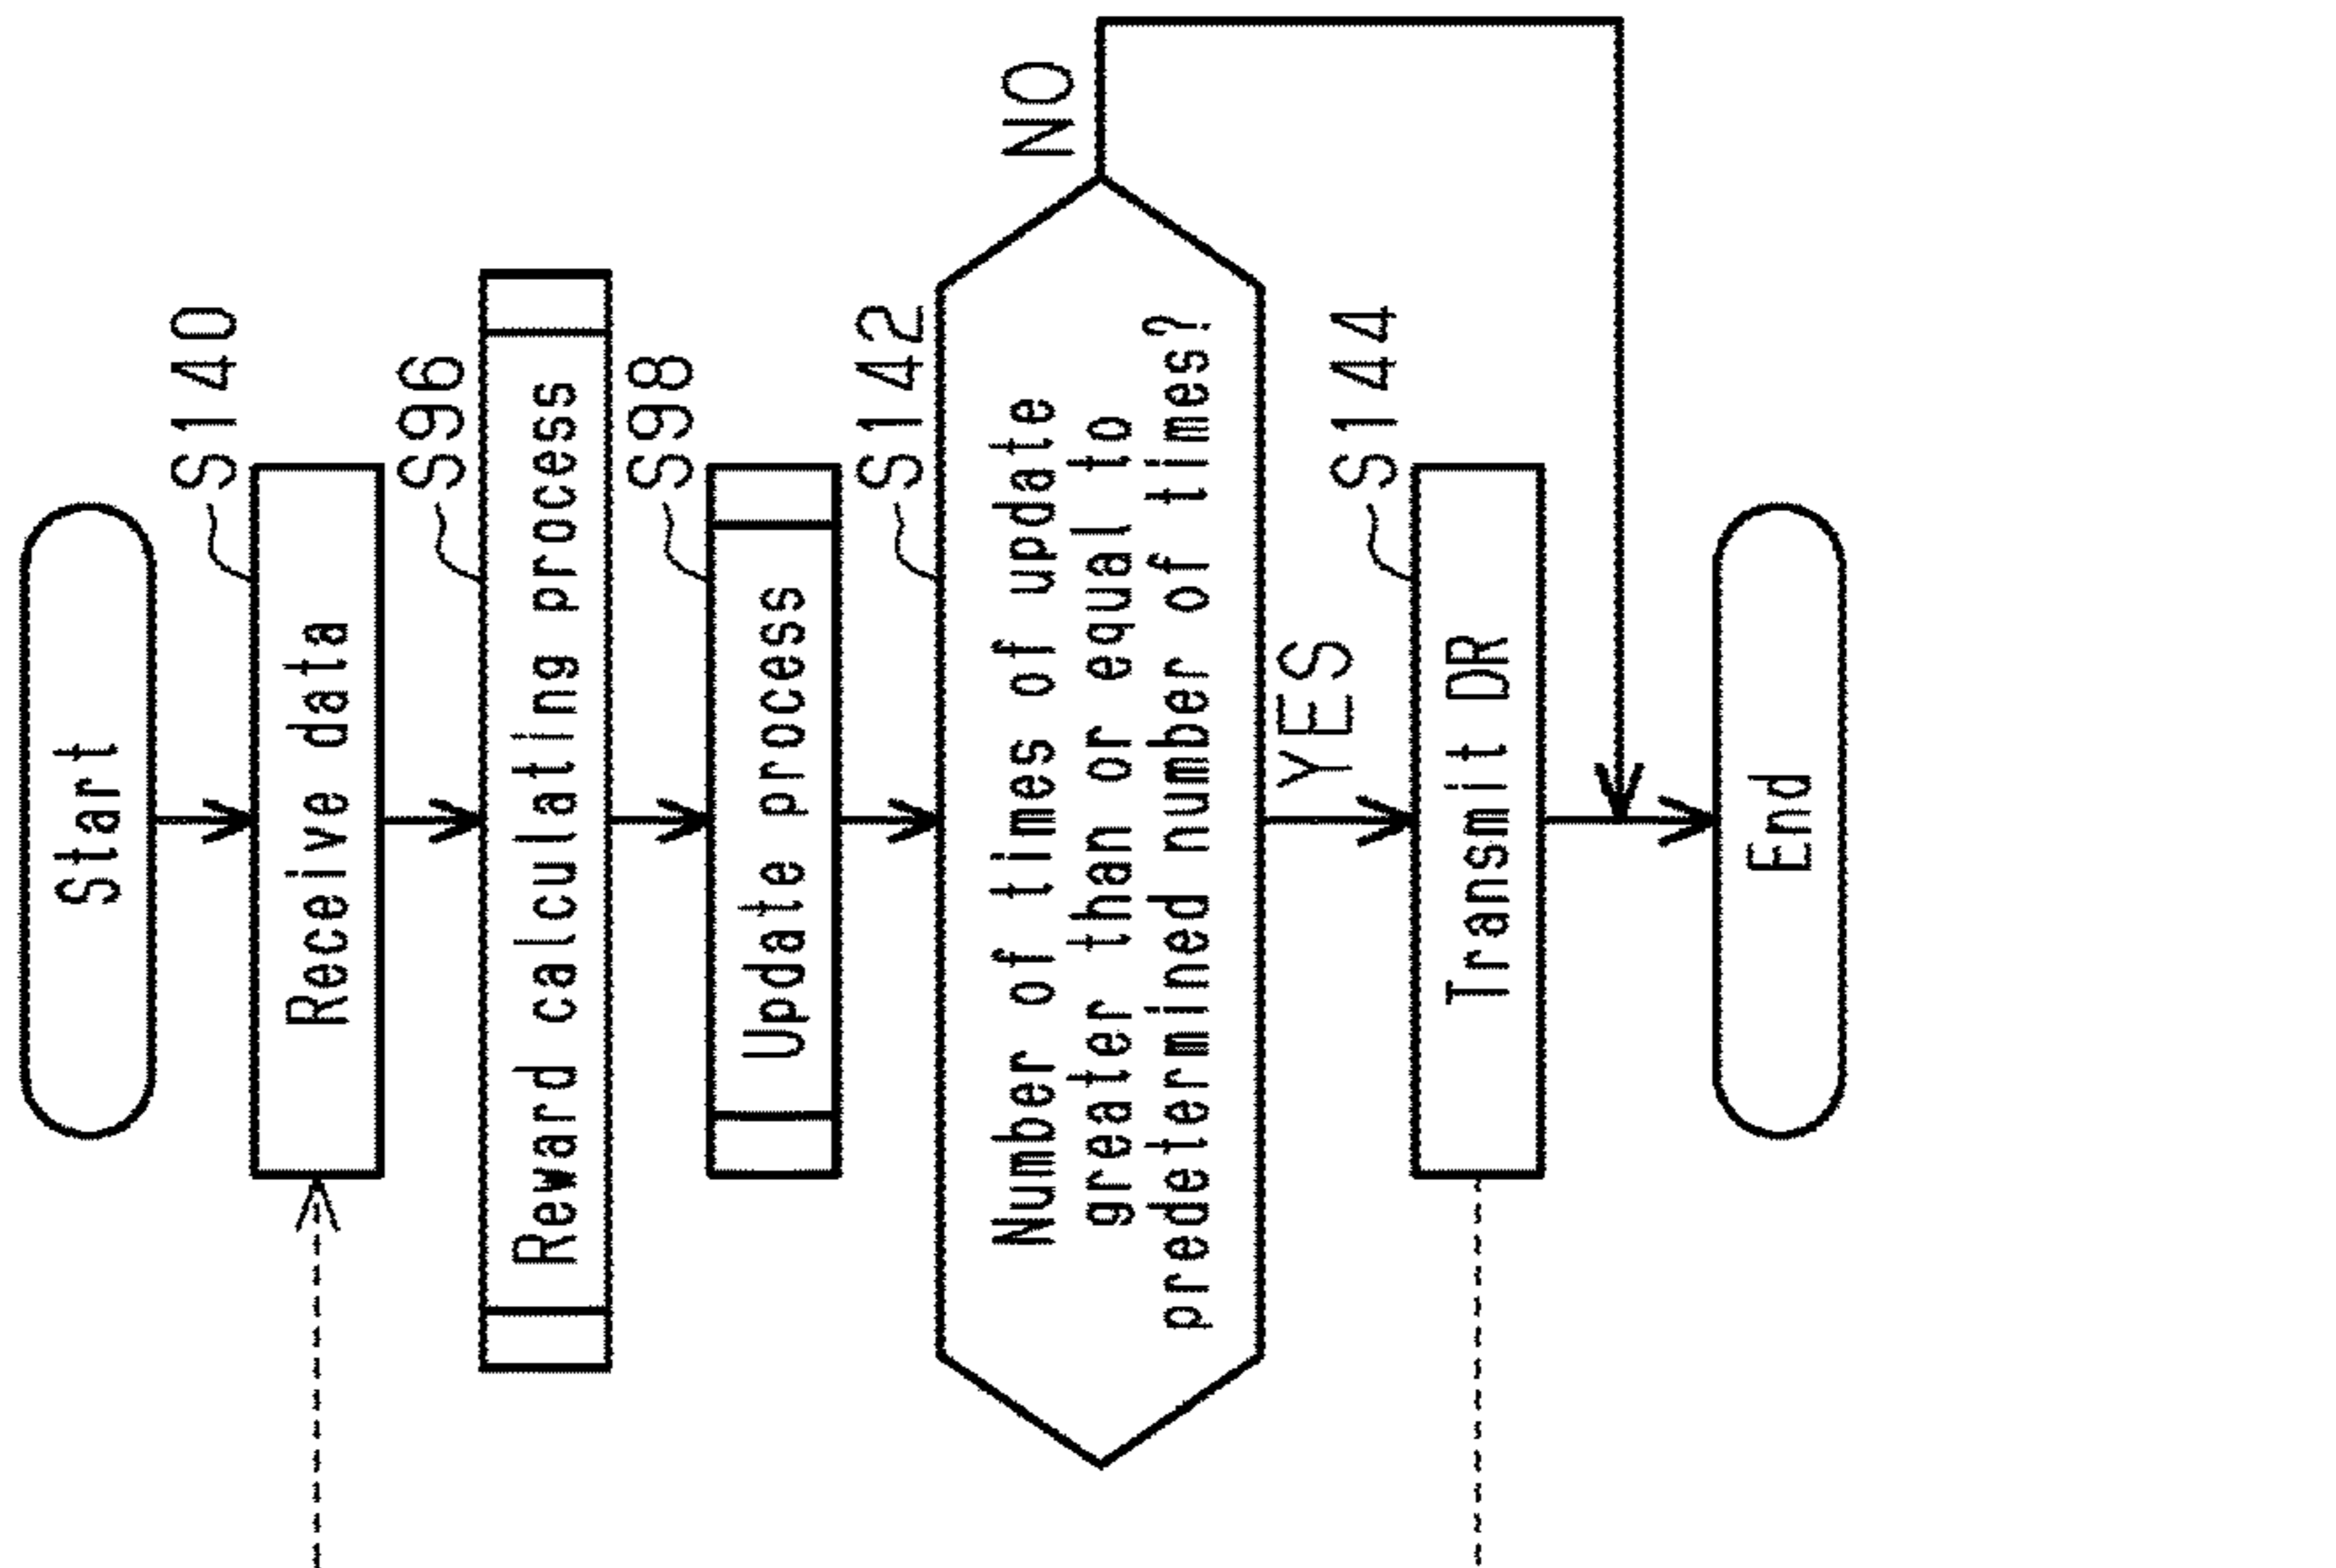 Start
S140
Receive data
S96
Reward calculating process
S98
Update process
S142
Number of times of update
greater than or equal to
predetermined number of times?
NO
YES
S144
Transmit DR
End